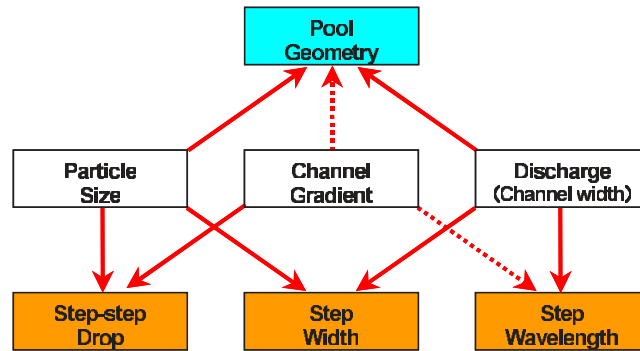 Pool
Geometry
Particle
Size
Channel
Gradient
Discharge
(Channel width)
Step-step
Drop
Step
Width
Step
Wavelength